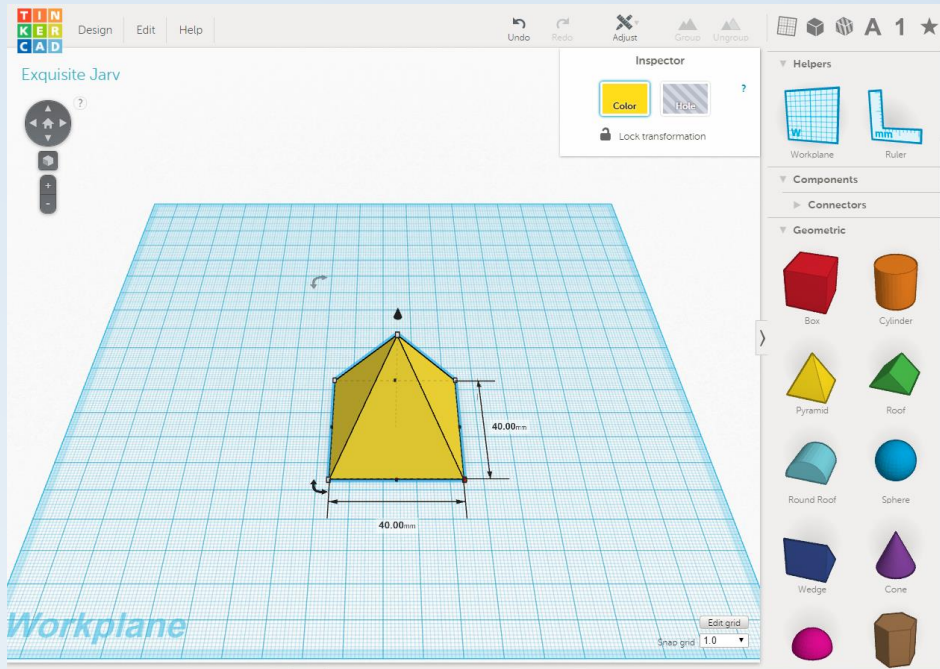 TIN
KER
CAD
Design Edit Help
Undo Redo Adjust Group Ungroup
A 1
Exquisite Jarv
?
Inspector
Color Hole
?
Lock transformation
Helpers
W
mm
Workplane Ruler
Components
Connectors
Geometric
Box Cylinder
Pyramid Roof
Round Roof Sphere
Wedge Cone
+
-
40.00mm
40.00mm
Workplane
Edit grid
Snap grid 1.0